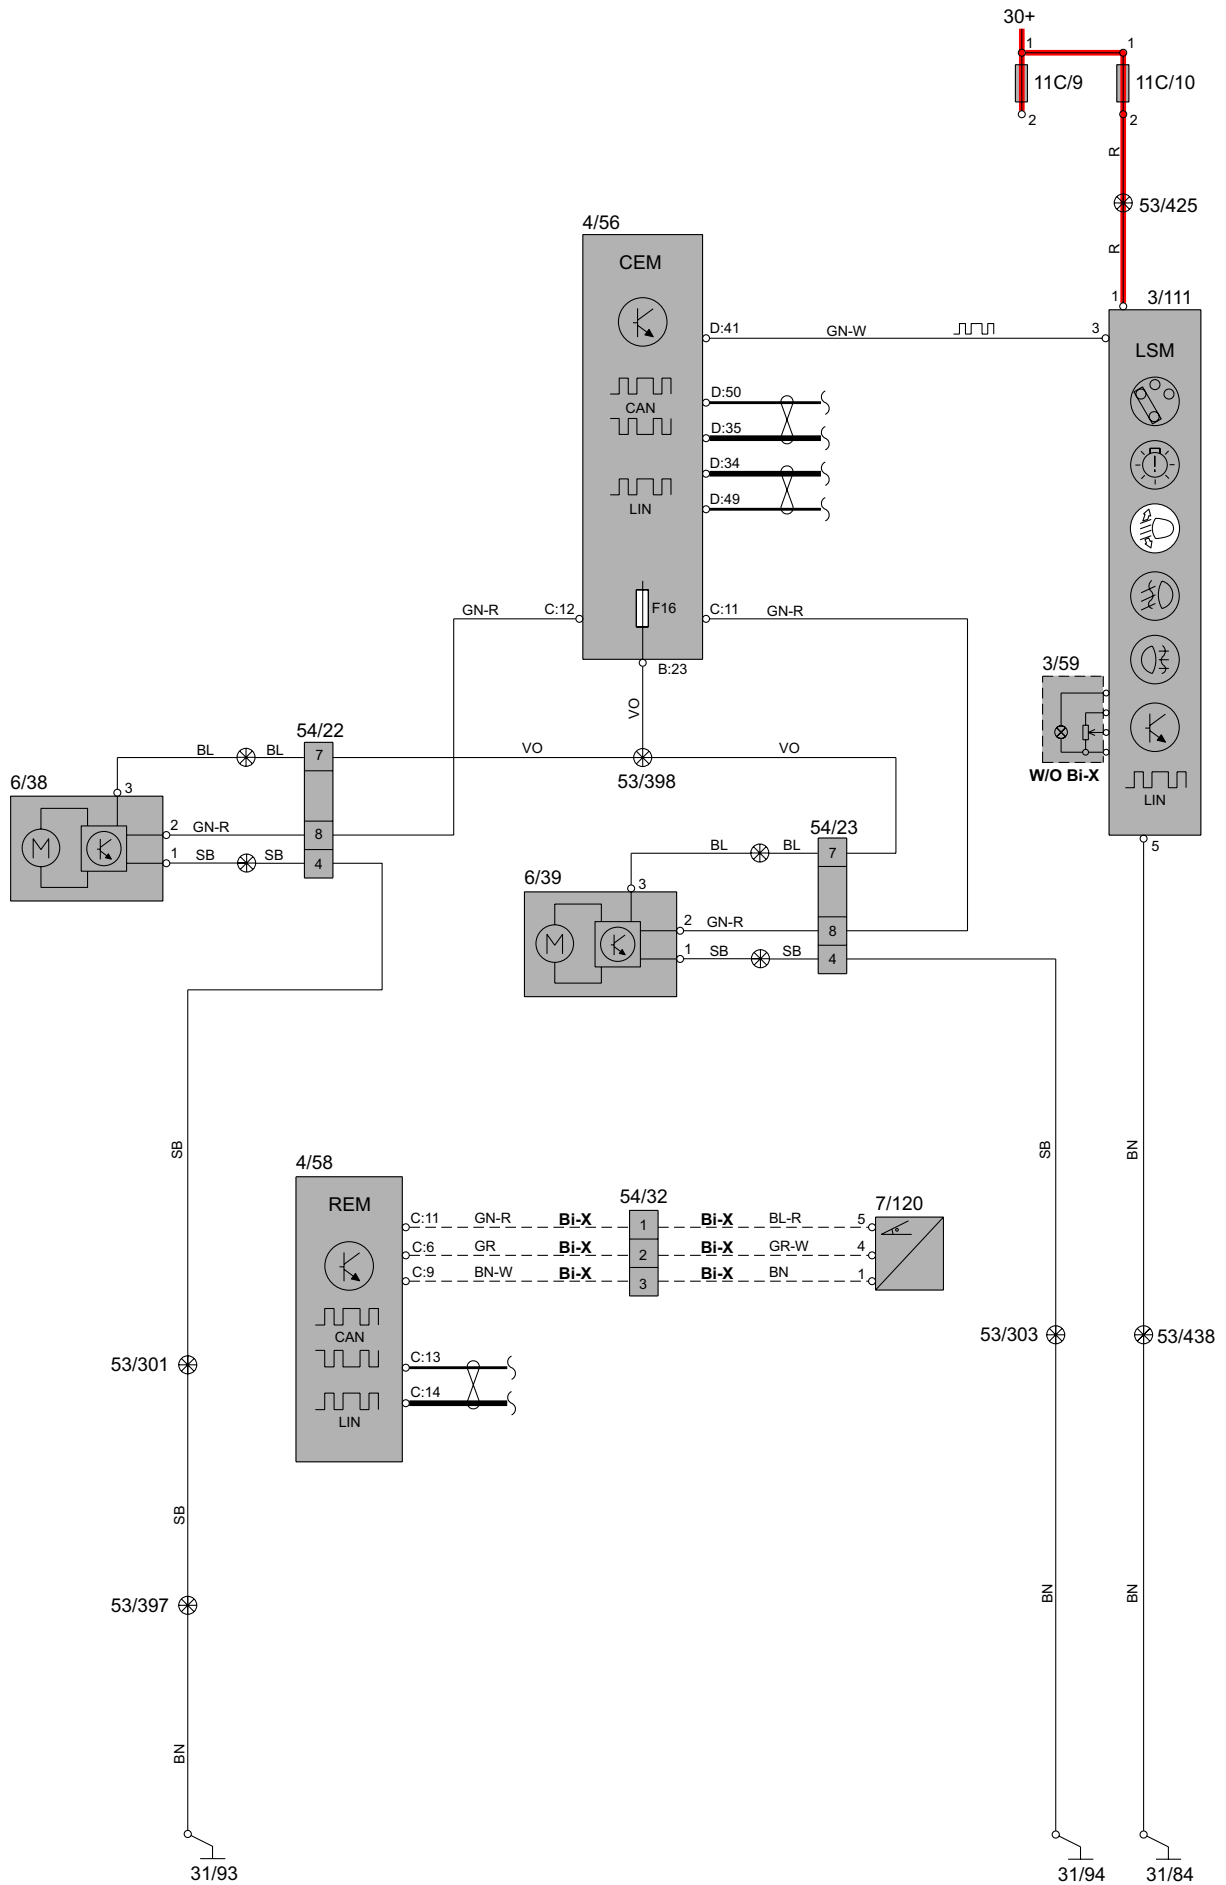 30+
1 1
11C/9 11C/10
2 2
R
53/425
R
4/56
CEM
1 3/111
D:41 GN-W 3
LSM
D:50
CAN
D:35
D:34
D:49
LIN
GN-R C:12 F16 C:11 GN-R
B:23
3/59
VO
W/O Bi-X
LIN
54/22
BL BL 7 VO VO
53/398
6/38 3
M 2 GN-R 8
1 SB SB 4
54/23
5
BL BL 7
6/39 3
M 2 GN-R 8
1 SB SB 4
SB SB BN
4/58
REM
54/32
7/120
C:11 GN-R Bi-X 1 Bi-X BL-R 5
C:6 GR Bi-X 2 Bi-X GR-W 4
C:9 BN-W Bi-X 3 Bi-X BN 1
CAN
53/303 53/438
53/301
C:13
C:14
LIN
SB
BN BN
53/397
BN
31/93 31/94 31/84